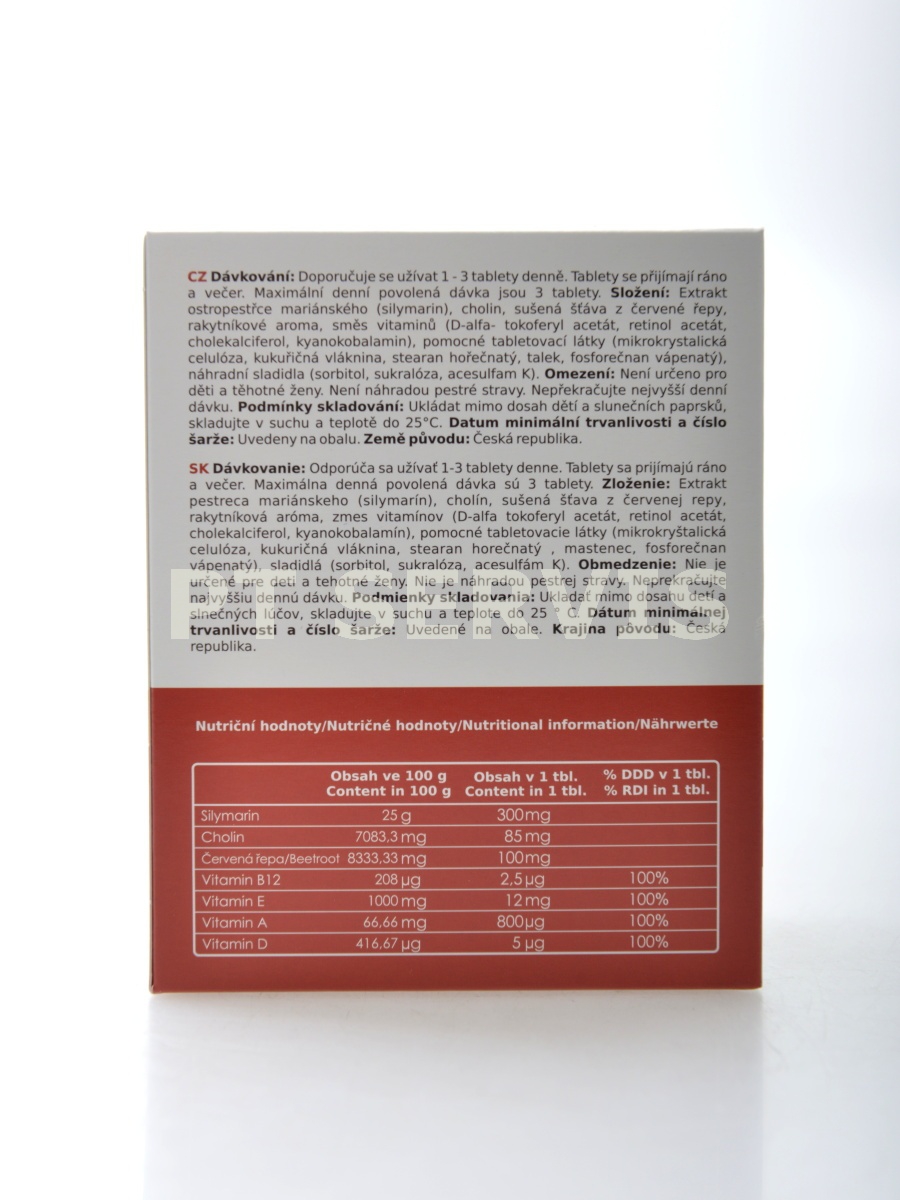 CZ Dávkování: Doporučuje se užívat 1 - 3 tablety denně. Tablety se přijímají ráno
a večer. Maximální denní povolená dávka jsou 3 tablety. Složení: Extrakt
ostropestřce mariánského (silymarin), cholin, sušená šťáva z červené řepy,
rakytníkové aroma, směs vitaminů (D-alfa- tokoferyl acetát, retinol acetát,
cholekalciferol, kyanokobalamin), pomocné tabletovací látky (mikrokrystalická
celulóza, kukuřičná vláknina, stearan hořečnatý, talek, fosforečnan vápenatý),
náhradní sladidla (sorbitol, sukralóza, acesulfam K). Omezení: Není určeno pro
děti a těhotné ženy. Není náhradou pestré stravy. Nepřekračujte nejvyšší denní
dávku. Podmínky skladování: Ukládat mimo dosah dětí a slunečních paprsků,
skladujte v suchu a teplotě do 25°C. Datum minimální trvanlivosti a číslo
šarže: Uvedeny na obalu. Země původu: Česká republika.
SK Dávkovanie: Odporúča sa užívať 1-3 tablety denne. Tablety sa prijímajú ráno
a večer. Maximálna denná povolená dávka sú 3 tablety. Zloženie: Extrakt
pestreca mariánskeho (silymarín), cholín, sušená šťava z červenej repy,
rakytníková aróma, zmes vitamínov (D-alfa tokoferyl acetát, retinol acetát,
cholekalciferol, kyanokobalamín), pomocné tabletovacie látky (mikrokryštalická
celulóza, kukuričná vláknina, stearan horečnatý , mastenec, fosforečnan
vápenatý), sladidlá (sorbitol, sukralóza, acesulfám K). Obmedzenie: Nie je
určené pre deti a tehotné ženy. Nie je náhradou pestrej stravy. Neprekračujte
najvyššiu dennú dávku. Podmienky skladovania: Ukladať mimo dosahu detí a
slnečných lúčov, skladujte v suchu a teplote do 25 ° C. Dátum minimálnej
trvanlivosti a číslo šarže: Uvedené na obale. Krajina pôvodu: Česká
republika.
Nutriční hodnoty/Nutričné hodnoty/Nutritional information/Nährwerte
Obsah ve 100 g Obsah v 1 tbl. % DDD v 1 tbl.
Content in 100 g Content in 1 tbl. % RDI in 1 tbl.
Silymarin 25 g 300mg
Cholin 7083,3 mg 85 mg
Červená řepa/Beetroot 8333,33 mg 100mg
Vitamin B12 208 µg 2,5 µg 100%
Vitamin E 1000 mg 12 mg 100%
Vitamin A 66,66 mg 800µg 100%
Vitamin D 416,67 µg 5 µg 100%